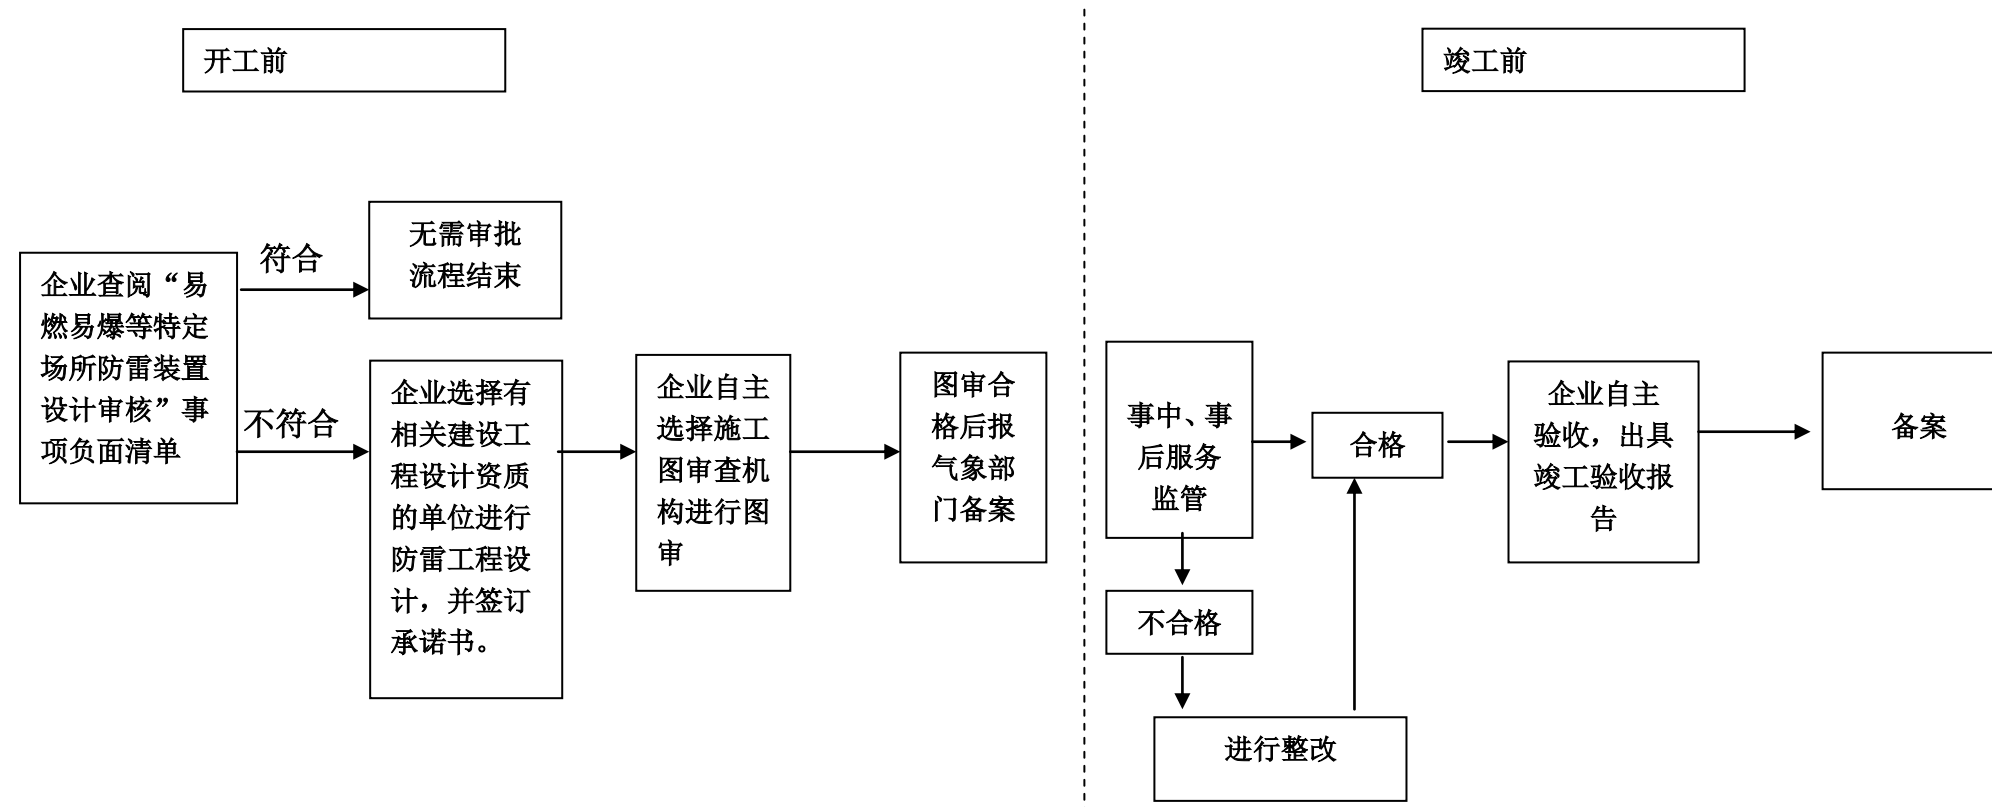 开工前
竣工前
企业查阅“易
燃易爆等特定
场所防雷装置
设计审核”事
项负面清单
符合
不符合
无需审批
流程结束
企业选择有
相关建设工
程设计资质
的单位进行
防雷工程设
计，并签订
承诺书。
企业自主
选择施工
图审查机
构进行图
审
图审合
格后报
气象部
门备案
事中、事
后服务
监管
不合格
进行整改
合格
企业自主
验收，出具
竣工验收报
告
备案